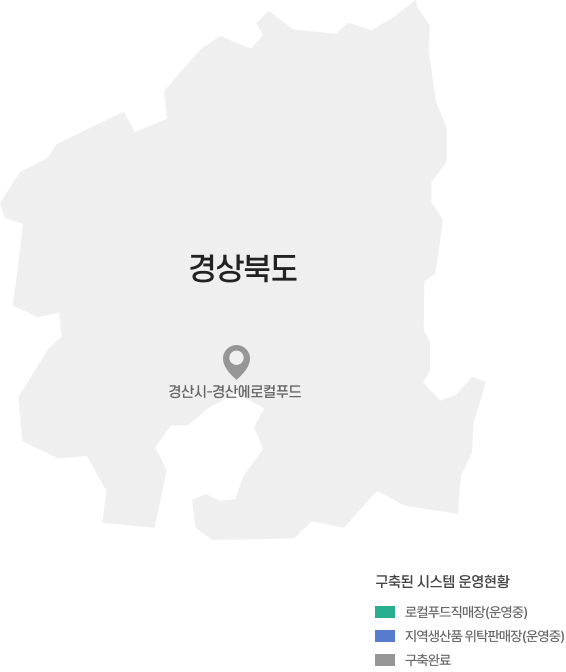 경상북도
경산시-경산에로컬푸드
구축된 시스템 운영현황
로컬푸드직매장(운영중)
지역생산품 위탁판매장(운영중)
구축완료